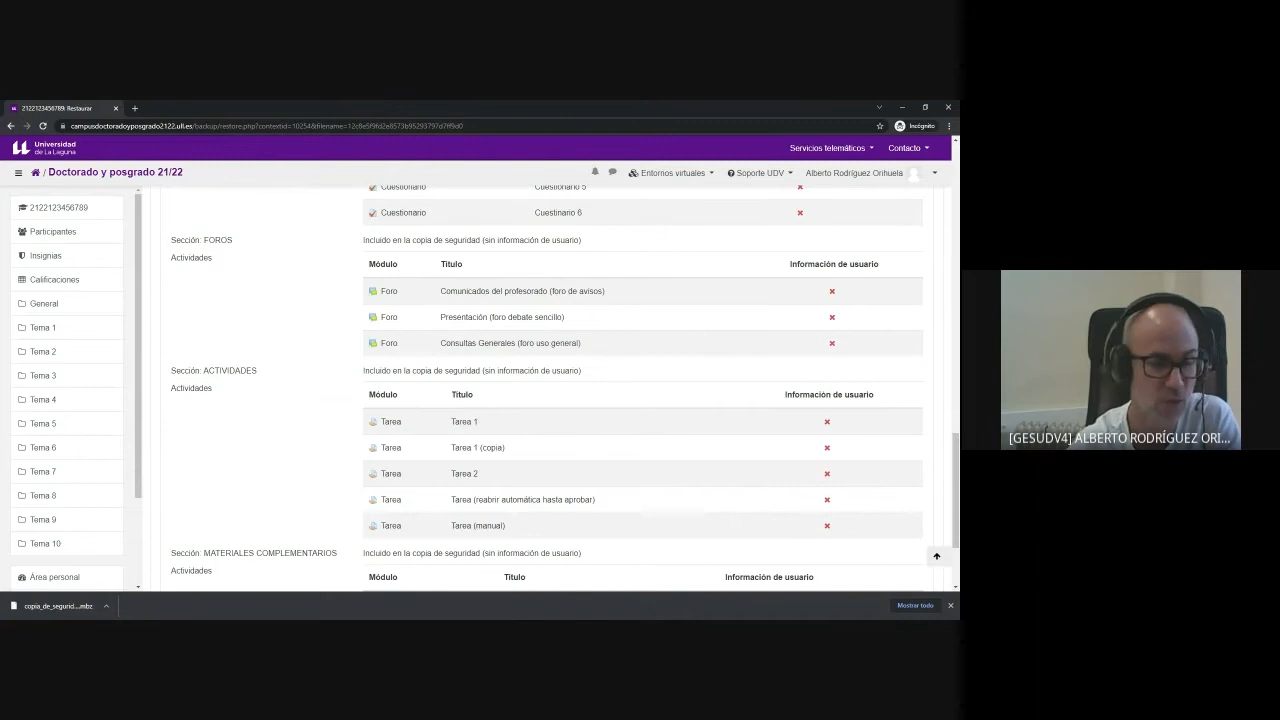 2122123456789: Restaurar
campusdoctoradoyposgrado2122.ull.es/backup/restore.php?contextid=10254&filename=12c8e5f9fd2e8573b95293797d7ff9d0
Incógnito
Universidad
de La Laguna
Servicios telemáticos
Contacto
/ Doctorado y posgrado 21/22
Entornos virtuales
Soporte UDV
Alberto Rodríguez Orihuela
2122123456789
Participantes
Insignias
Calificaciones
General
Tema 1
Tema 2
Tema 3
Tema 4
Tema 5
Tema 6
Tema 7
Tema 8
Tema 9
Tema 10
Área personal
Cuestionario Cuestinario 5
Cuestionario Cuestinario 6
Sección: FOROS Incluido en la copia de seguridad (sin información de usuario)
Actividades
Módulo Título Información de usuario
Foro Comunicados del profesorado (foro de avisos)
Foro Presentación (foro debate sencillo)
Foro Consultas Generales (foro uso general)
Sección: ACTIVIDADES Incluido en la copia de seguridad (sin información de usuario)
Actividades
Módulo Título Información de usuario
Tarea Tarea 1
Tarea Tarea 1 (copia)
Tarea Tarea 2
Tarea Tarea (reabrir automática hasta aprobar)
Tarea Tarea (manual)
Sección: MATERIALES COMPLEMENTARIOS Incluido en la copia de seguridad (sin información de usuario)
Actividades
Módulo Título Información de usuario
copia_de_segurid....mbz
Mostrar todo
[GESUDV4] ALBERTO RODRÍGUEZ ORI...